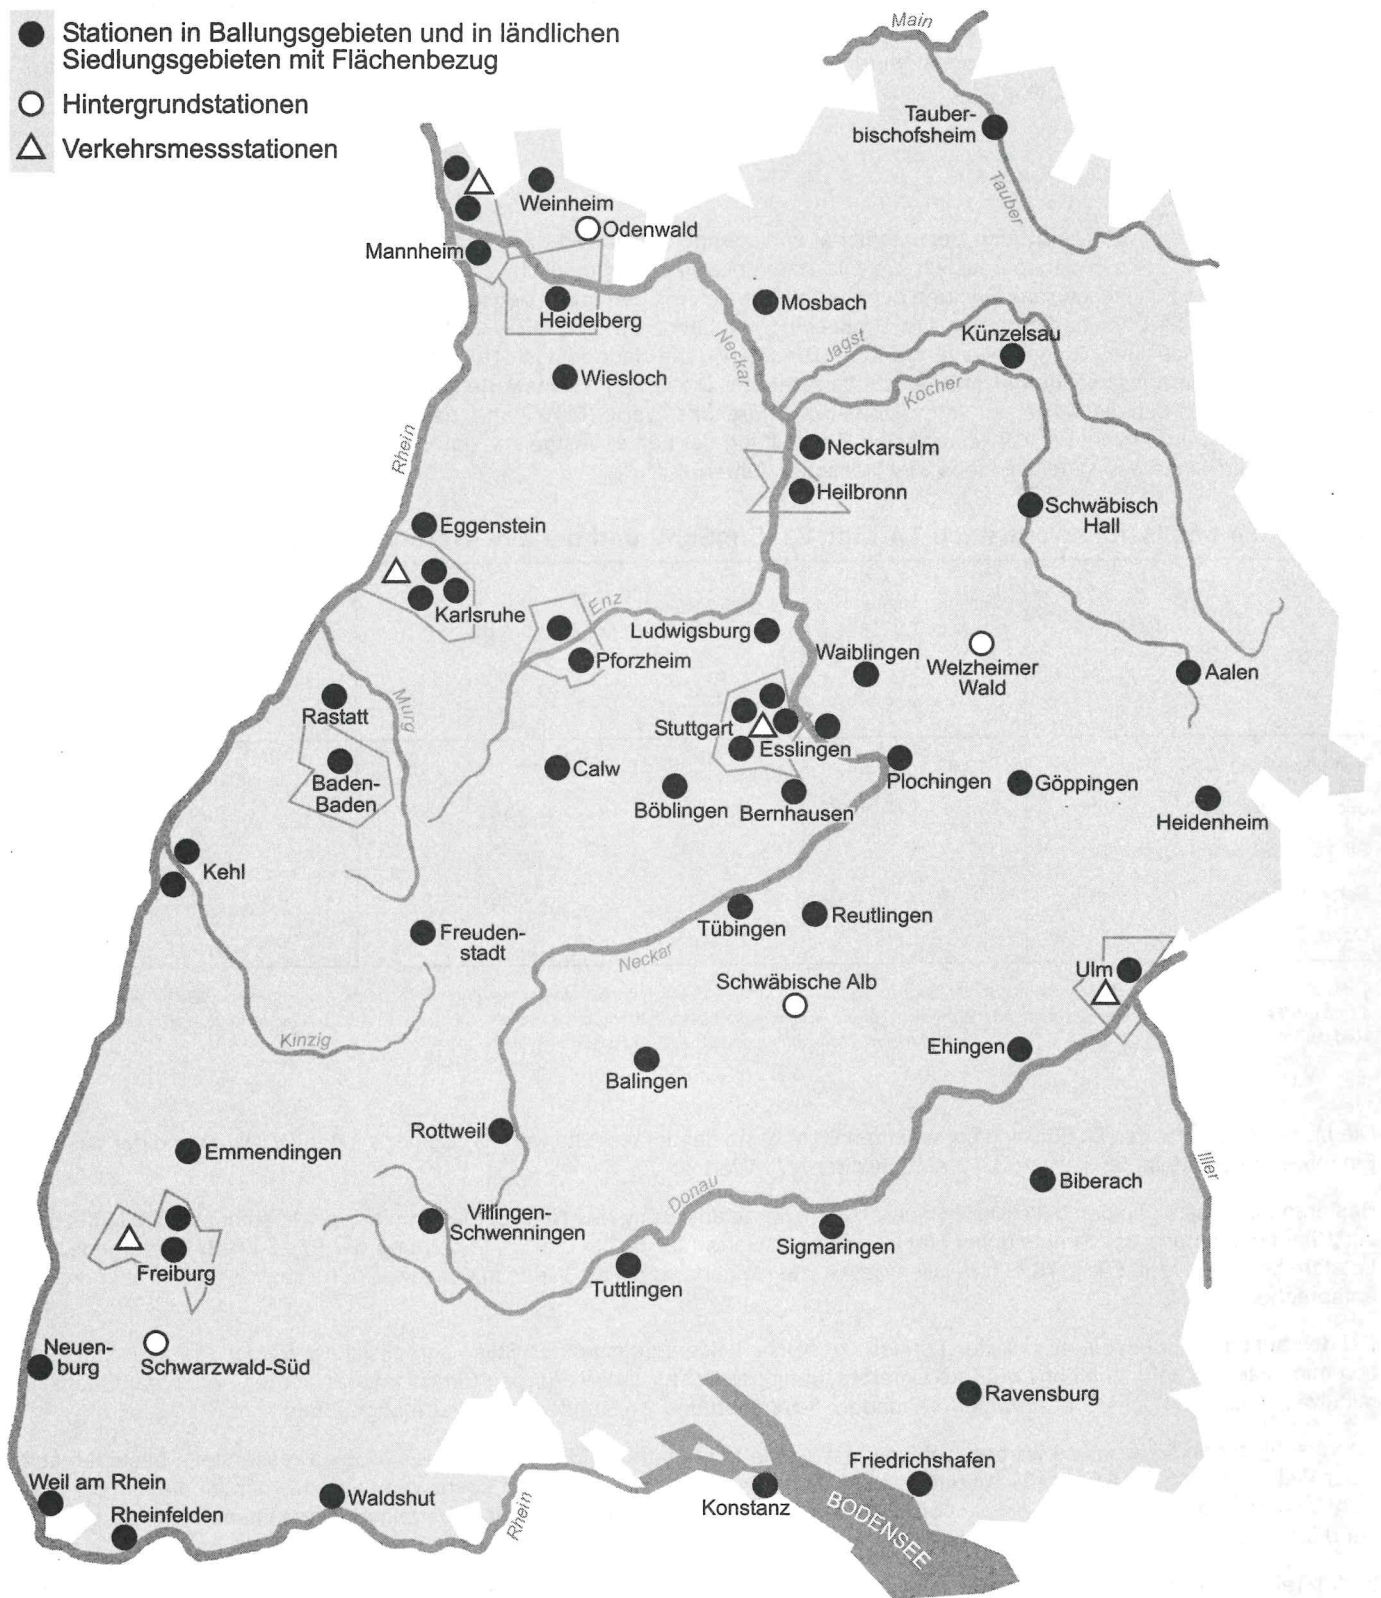 Stationen in Ballungsgebieten und in ländlichen
Siedlungsgebieten mit Flächenbezug
Hintergrundstationen
Verkehrsmessstationen
Main
Tauber-
bischofsheim
Tauber
Weinheim
Odenwald
Mannheim
Heidelberg
Mosbach
Neckar
Jagst
Künzelsau
Kocher
Wiesloch
Rhein
Neckarsulm
Heilbronn
Schwäbisch
Hall
Eggenstein
Karlsruhe
Enz
Ludwigsburg
Pforzheim
Waiblingen
Welzheimer
Wald
Aalen
Rastatt
Murg
Stuttgart
Esslingen
Baden-
Baden
Calw
Böblingen
Bernhausen
Plochingen
Göppingen
Heidenheim
Kehl
Freuden-
stadt
Tübingen
Reutlingen
Neckar
Schwäbische Alb
Ulm
Kinzig
Ehingen
Balingen
Rottweil
Emmendingen
Iller
Biberach
Donau
Villingen-
Schwenningen
Sigmaringen
Freiburg
Tuttlingen
Neuen-
burg
Schwarzwald-Süd
Ravensburg
Friedrichshafen
Weil am Rhein
Waldshut
Rheinfelden
Rhein
Konstanz
BODENSEE